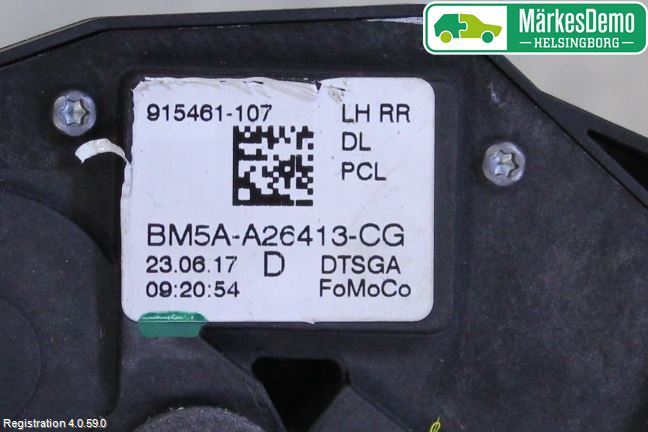 MärkesDemo
HELSINGBORG
915461-107 LH RR
DL
PCL
BM5A-A26413-CG
23.06.17 D DTSGA
09:20:54 FoMoCo
Registration 4.0.59.0